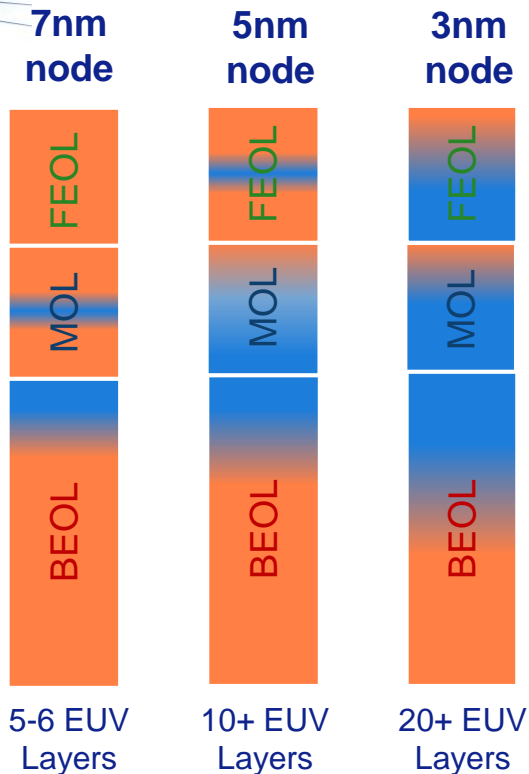 7nm
node
5nm
node
3nm
node
FEOL
FEOL
FEOL
MOL
MOL
MOL
BEOL
BEOL
BEOL
5-6 EUV
Layers
10+ EUV
Layers
20+ EUV
Layers